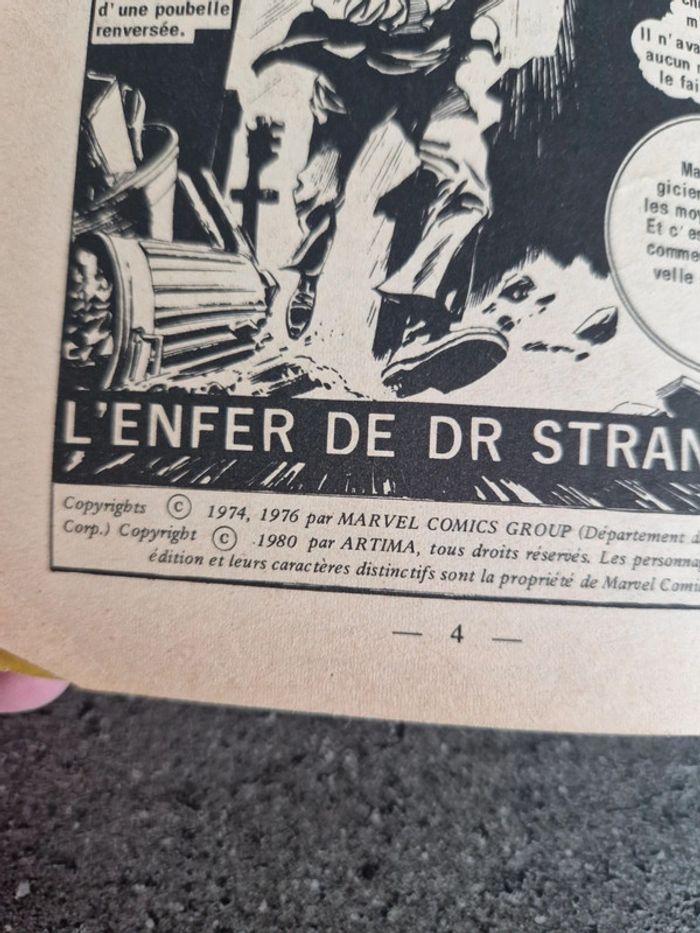 d'une poubelle
renversée.
Il n'ava
aucun
le fai
Ma
gicier
les mo
Et c'es
comme
velle
L'ENFER DE DR STRAN
Copyrights © 1974, 1976 par MARVEL COMICS GROUP (Département d
Corp.) Copyright © 1980 par ARTIMA, tous droits réservés. Les personna
édition et leurs caractères distinctifs sont la propriété de Marvel Comi
— 4 —